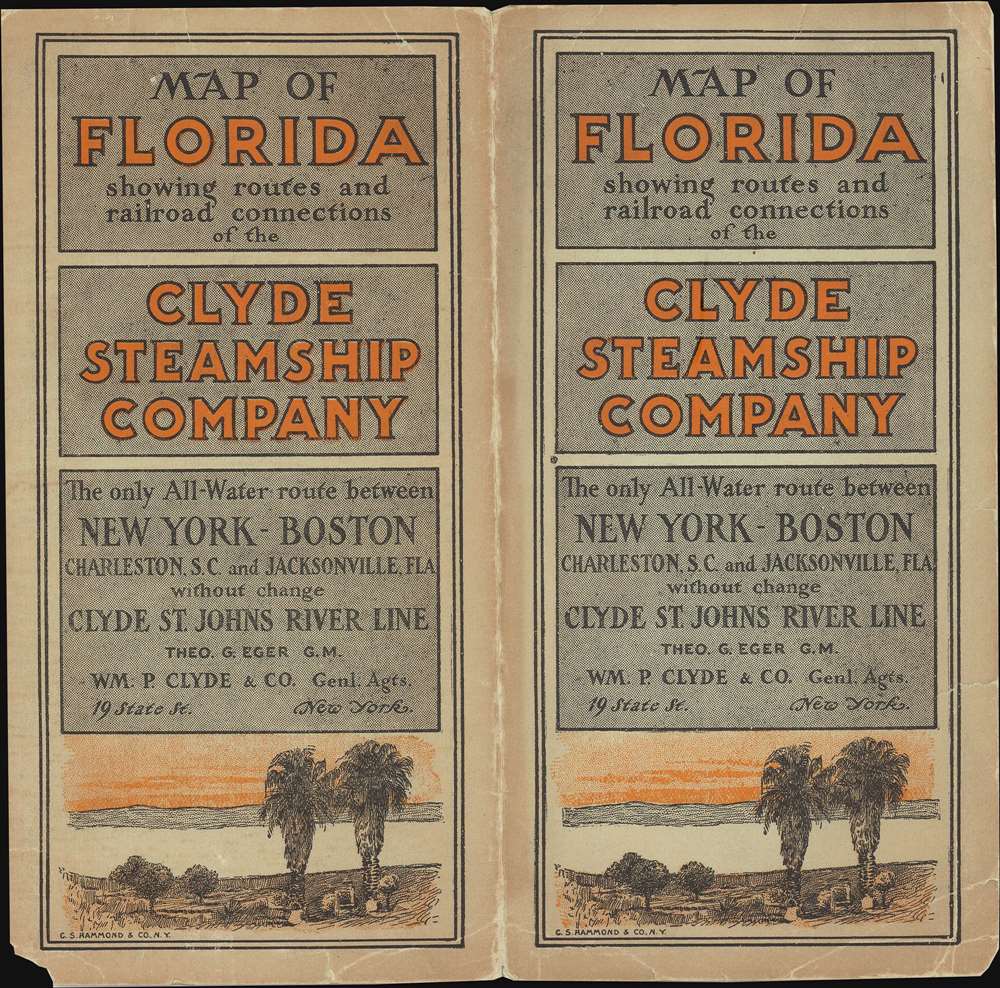 MAP OF
FLORIDA
showing routes and
railroad connections
of the
CLYDE
STEAMSHIP
COMPANY
The only All-Water route between
NEW YORK - BOSTON
CHARLESTON, S.C. and JACKSONVILLE, FLA
without change
CLYDE ST. JOHNS RIVER LINE
THEO. G. EGER G.M.
WM. P. CLYDE & CO. Genl. Agts.
19 State St. New York.
C. S. HAMMOND & CO. N.Y.
MAP OF
FLORIDA
showing routes and
railroad connections
of the
CLYDE
STEAMSHIP
COMPANY
The only All-Water route between
NEW YORK - BOSTON
CHARLESTON, S.C. and JACKSONVILLE, FLA
without change
CLYDE ST. JOHNS RIVER LINE
THEO. G. EGER G.M.
WM. P. CLYDE & CO. Genl. Agts.
19 State St. New York.
C. S. HAMMOND & CO. N.Y.